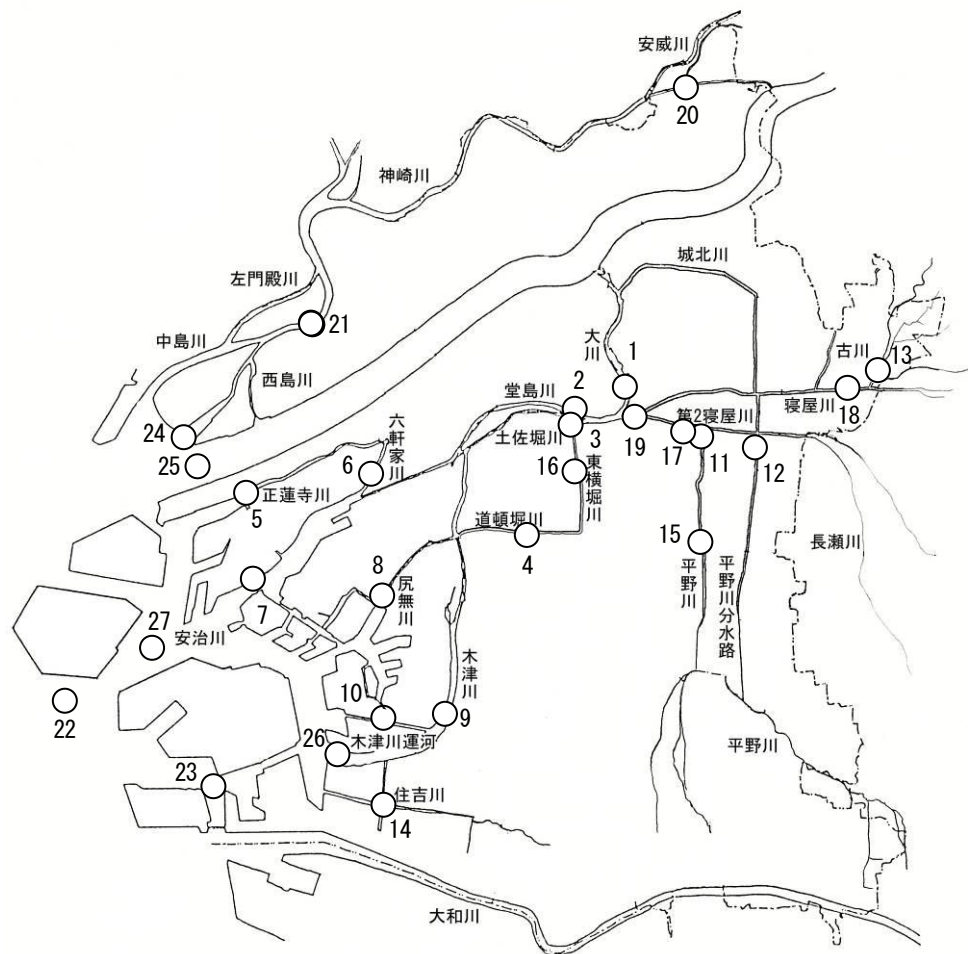 安威川
20
神崎川
城北川
左門殿川
21
中島川
西島川
大川
1
古川
13
堂島川
2
六軒家川
寝屋川
18
24
25
土佐堀川
3
19
第2寝屋川
17
11
12
6
16
東横堀川
5
正蓮寺川
道頓堀川
4
15
平野川
平野川分水路
長瀬川
8
尻無川
7
安治川
27
木津川
22
10
9
26
木津川運河
平野川
23
住吉川
14
大和川